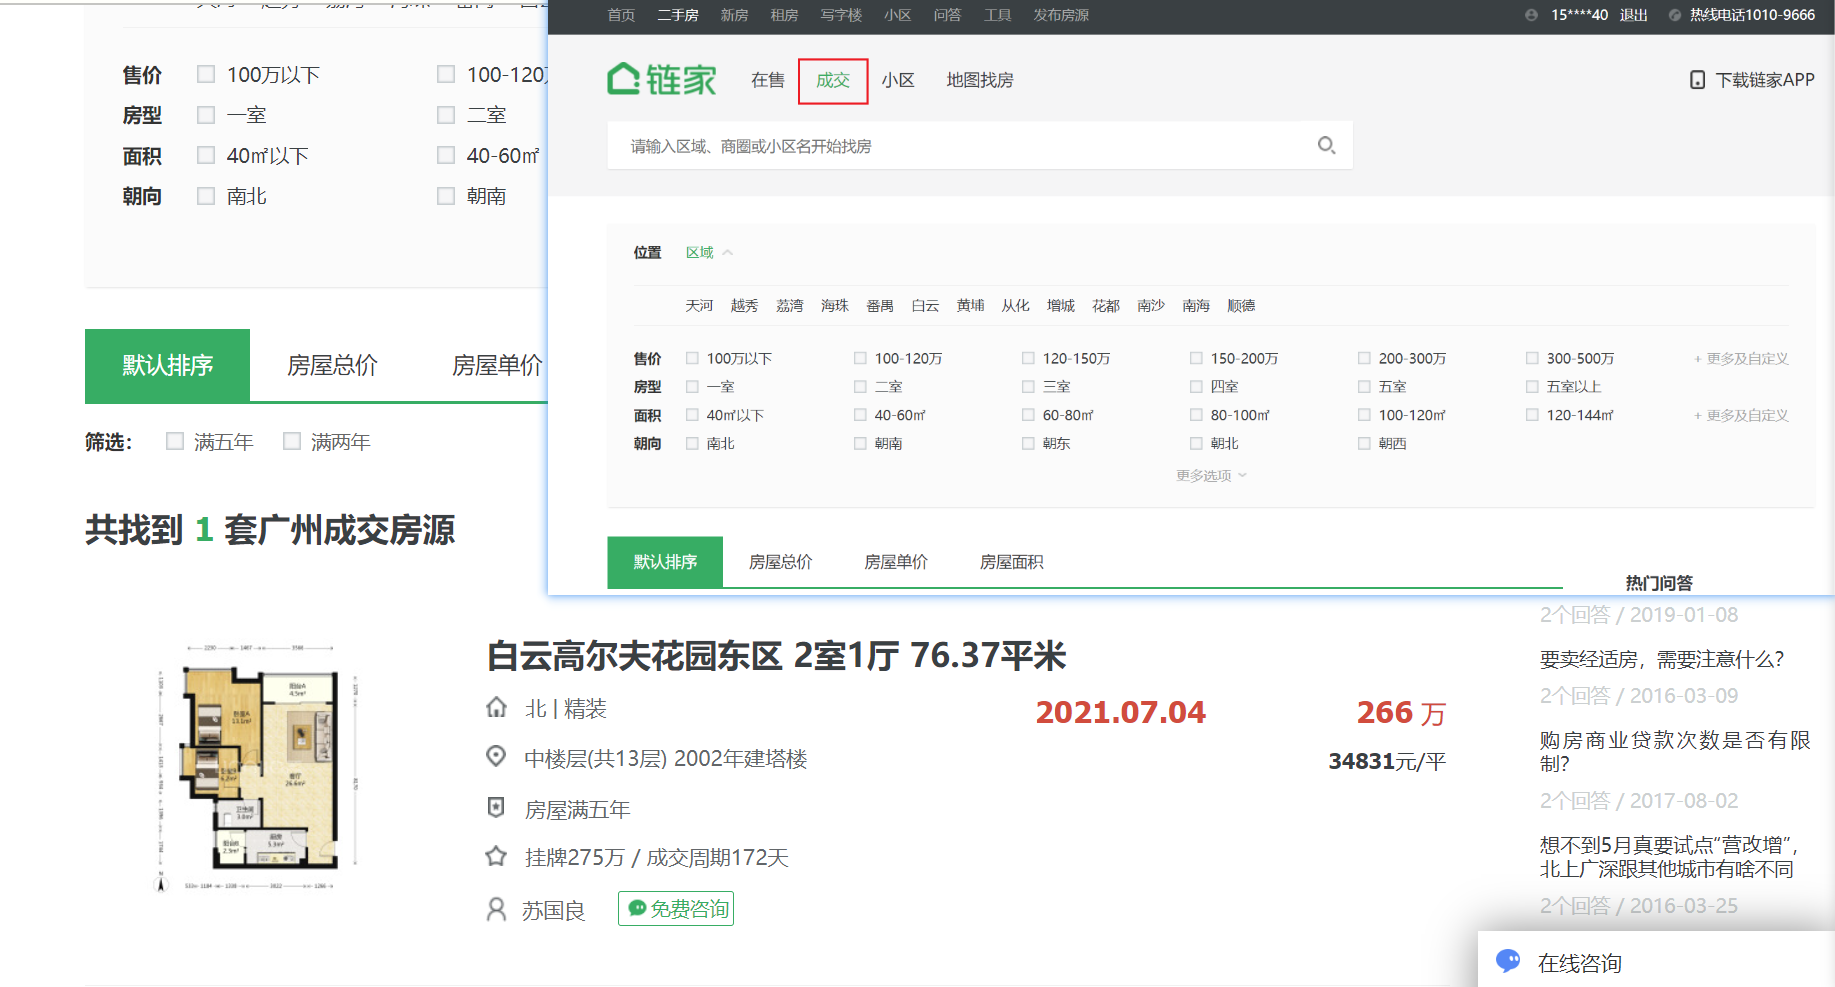 首页 二手房 新房 租房 写字楼 小区 问答 工具 发布房源
15****40 退出 热线电话1010-9666
链家 在售 成交 小区 地图找房
下载链家APP
请输入区域、商圈或小区名开始找房
位置 区域
天河 越秀 荔湾 海珠 番禺 白云 黄埔 从化 增城 花都 南沙 南海 顺德
售价 100万以下 100-120万 120-150万 150-200万 200-300万 300-500万 + 更多及自定义
房型 一室 二室 三室 四室 五室 五室以上
面积 40㎡以下 40-60㎡ 60-80㎡ 80-100㎡ 100-120㎡ 120-144㎡ + 更多及自定义
朝向 南北 朝南 朝东 朝北 朝西
更多选项
默认排序 房屋总价 房屋单价 房屋面积
热门问答
售价 100万以下 100-120
房型 一室 二室
面积 40㎡以下 40-60㎡
朝向 南北 朝南
默认排序 房屋总价 房屋单价
筛选： 满五年 满两年
共找到 1 套广州成交房源
白云高尔夫花园东区 2室1厅 76.37平米
北 | 精装
2021.07.04
266 万
中楼层(共13层) 2002年建塔楼
34831元/平
房屋满五年
挂牌275万 / 成交周期172天
苏国良 免费咨询
2个回答 / 2019-01-08
要卖经适房，需要注意什么?
2个回答 / 2016-03-09
购房商业贷款次数是否有限
制?
2个回答 / 2017-08-02
想不到5月真要试点“营改增”，
北上广深跟其他城市有啥不同
2个回答 / 2016-03-25
在线咨询